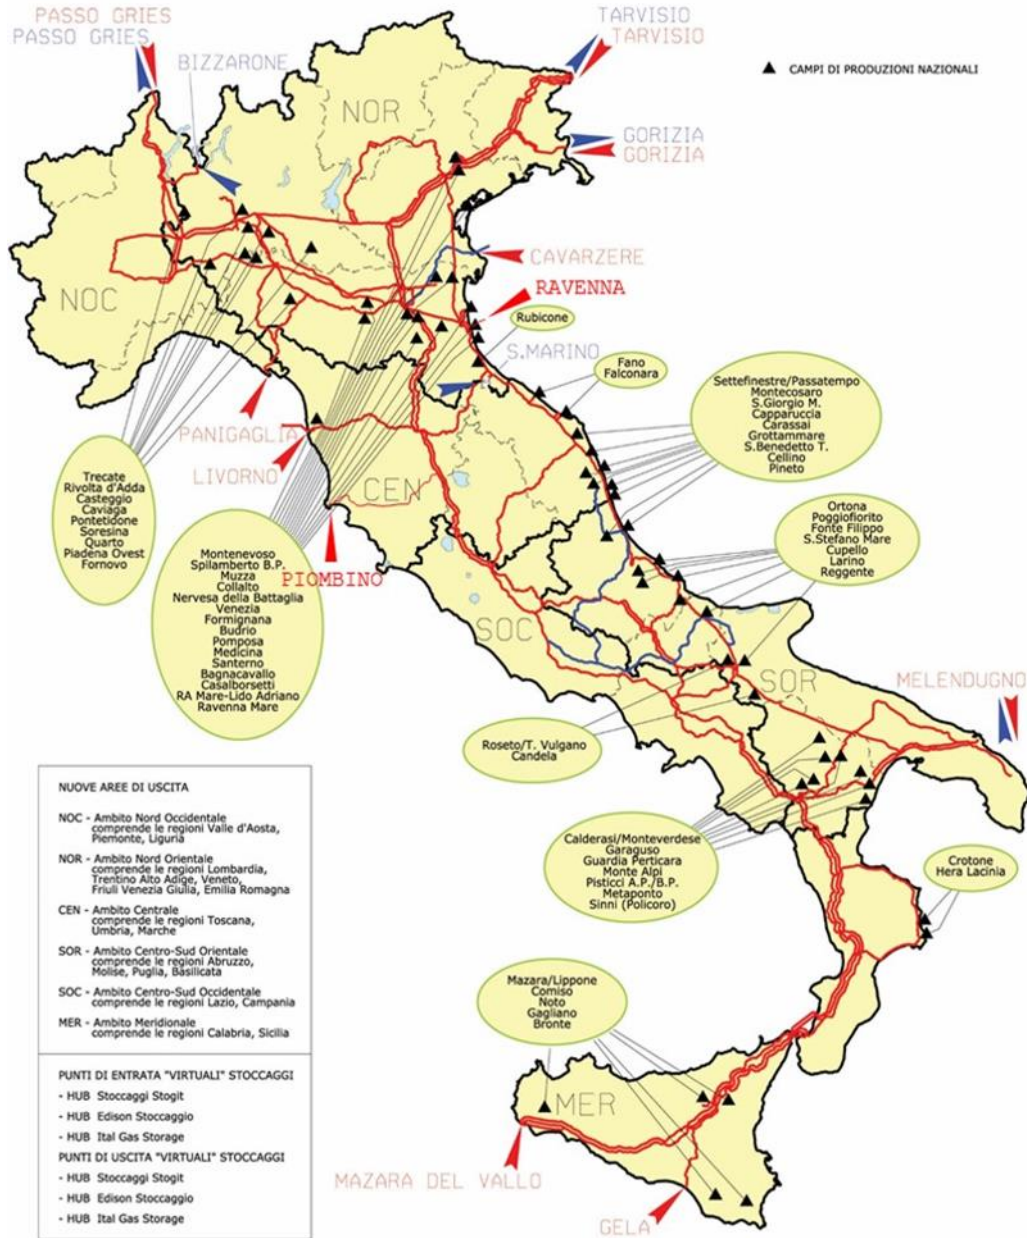 PASSO GRIES
PASSO GRIES
BIZZARONE
TARVISIO
TARVISIO
▲ CAMPI DI PRODUZIONI NAZIONALI
NOR
GORIZIA
GORIZIA
CAVARZERE
NOC
RAVENNA
Rubicone
S.MARINO
Fano
Falconara
Settefinestre/Passatempo
Montecosaro
S.Giorgio M.
Capparuccia
Carassai
Grottammare
S.Benedetto T.
Cellino
Pineto
PANIGAGLIA
LIVORNO
CEN
Trecate
Rivolta d'Adda
Casteggio
Caviaga
Pontetidone
Soresina
Quarto
Piadena Ovest
Fornovo
Montenevoso
Spilamberto B.P.
Muzza
Collalto
Nervesa della Battaglia
Venezia
Formignana
Budrio
Pomposa
Medicina
Santerno
Bagnacavallo
Casalborsetti
RA Mare-Lido Adriano
Ravenna Mare
PIOMBINO
Ortona
Poggiofiorito
Fonte Filippo
S.Stefano Mare
Cupello
Larino
Reggente
SOC
SOR
MELENDUGNO
Roseto/T. Vulgano
Candela
Calderasi/Monteverdese
Garaguso
Guardia Perticara
Monte Alpi
Pisticci A.P./B.P.
Metaponto
Sinni (Policoro)
Crotone
Hera Lacinia
Mazara/Lippone
Comiso
Noto
Gagliano
Bronte
MER
MAZARA DEL VALLO
GELA
NUOVE AREE DI USCITA
NOC - Ambito Nord Occidentale
comprende le regioni Valle d'Aosta,
Piemonte, Liguria
NOR - Ambito Nord Orientale
comprende le regioni Lombardia,
Trentino Alto Adige, Veneto,
Friuli Venezia Giulia, Emilia Romagna
CEN - Ambito Centrale
comprende le regioni Toscana,
Umbria, Marche
SOR - Ambito Centro-Sud Orientale
comprende le regioni Abruzzo,
Molise, Puglia, Basilicata
SOC - Ambito Centro-Sud Occidentale
comprende le regioni Lazio, Campania
MER - Ambito Meridionale
comprende le regioni Calabria, Sicilia
PUNTI DI ENTRATA "VIRTUALI" STOCCAGGI
- HUB Stoccaggi Stogit
- HUB Edison Stoccaggio
- HUB Ital Gas Storage
PUNTI DI USCITA "VIRTUALI" STOCCAGGI
- HUB Stoccaggi Stogit
- HUB Edison Stoccaggio
- HUB Ital Gas Storage